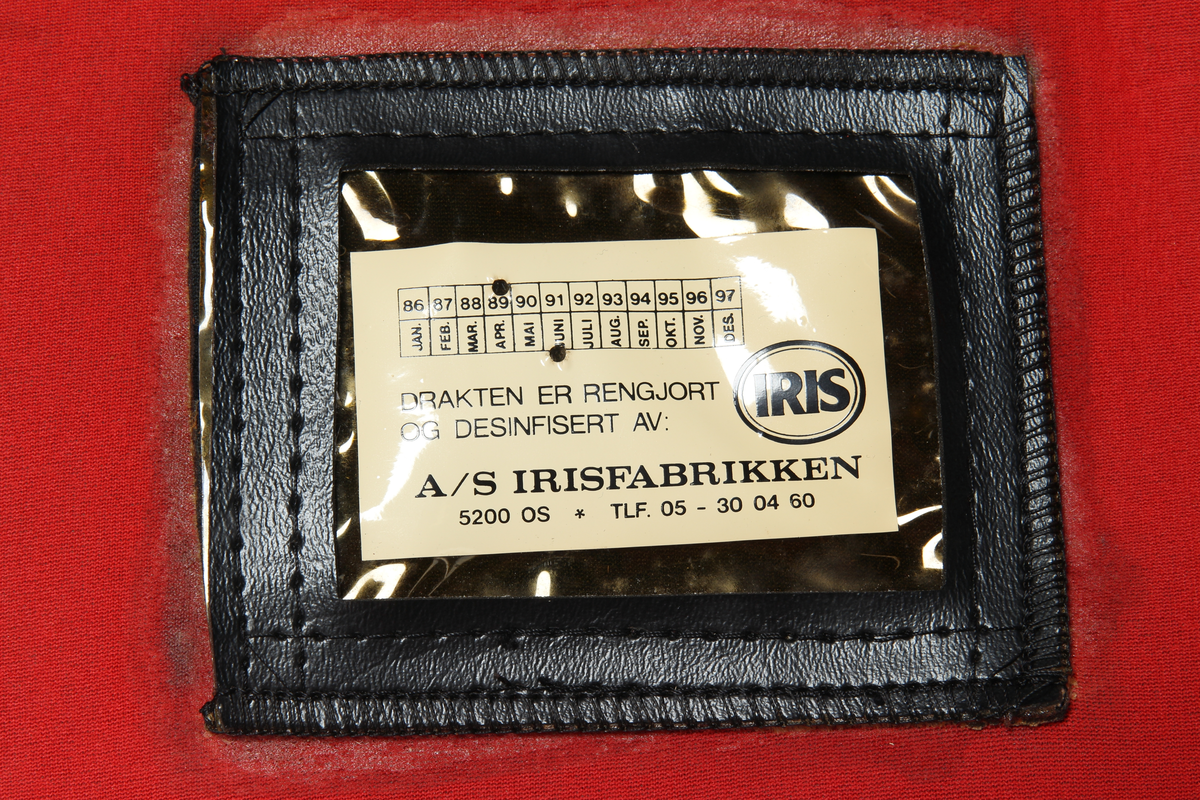 86 87 88 89 90 91 92 93 94 95 96 97
JAN. FEB. MAR. APR. MAI JUNI JULI AUG. SEP. OKT. NOV. DES.
DRAKTEN ER RENGJORT
OG DESINFISERT AV:
IRIS
A/S IRISFABRIKKEN
5200 OS * TLF. 05 - 30 04 60